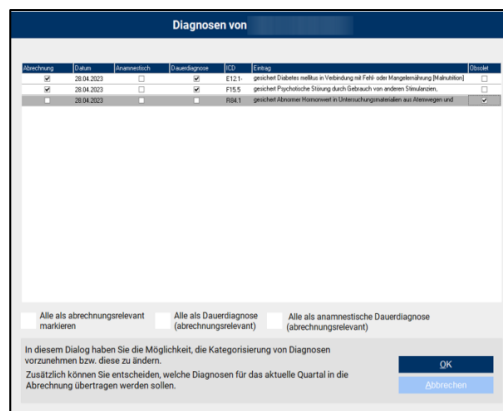 Diagnosen von
Abrechnung Datum Anamnestisch Dauerdiagnose ICD Eintrag Obsolet
28.04.2023 E12.1- gesichert Diabetes mellitus in Verbindung mit Fehl- oder Mangelernährung [Malnutrition]
28.04.2023 F15.5 gesichert Psychotische Störung durch Gebrauch von anderen Stimulanzien,
28.04.2023 R84.1 gesichert Abnormer Hormonwert in Untersuchungsmaterialien aus Atemwegen und
Alle als abrechnungsrelevant markieren
Alle als Dauerdiagnose (abrechnungsrelevant)
Alle als anamnestische Dauerdiagnose (abrechnungsrelevant)
In diesem Dialog haben Sie die Möglichkeit, die Kategorisierung von Diagnosen
vorzunehmen bzw. diese zu ändern.
Zusätzlich können Sie entscheiden, welche Diagnosen für das aktuelle Quartal in die
Abrechnung übertragen werden sollen.
OK
Abbrechen